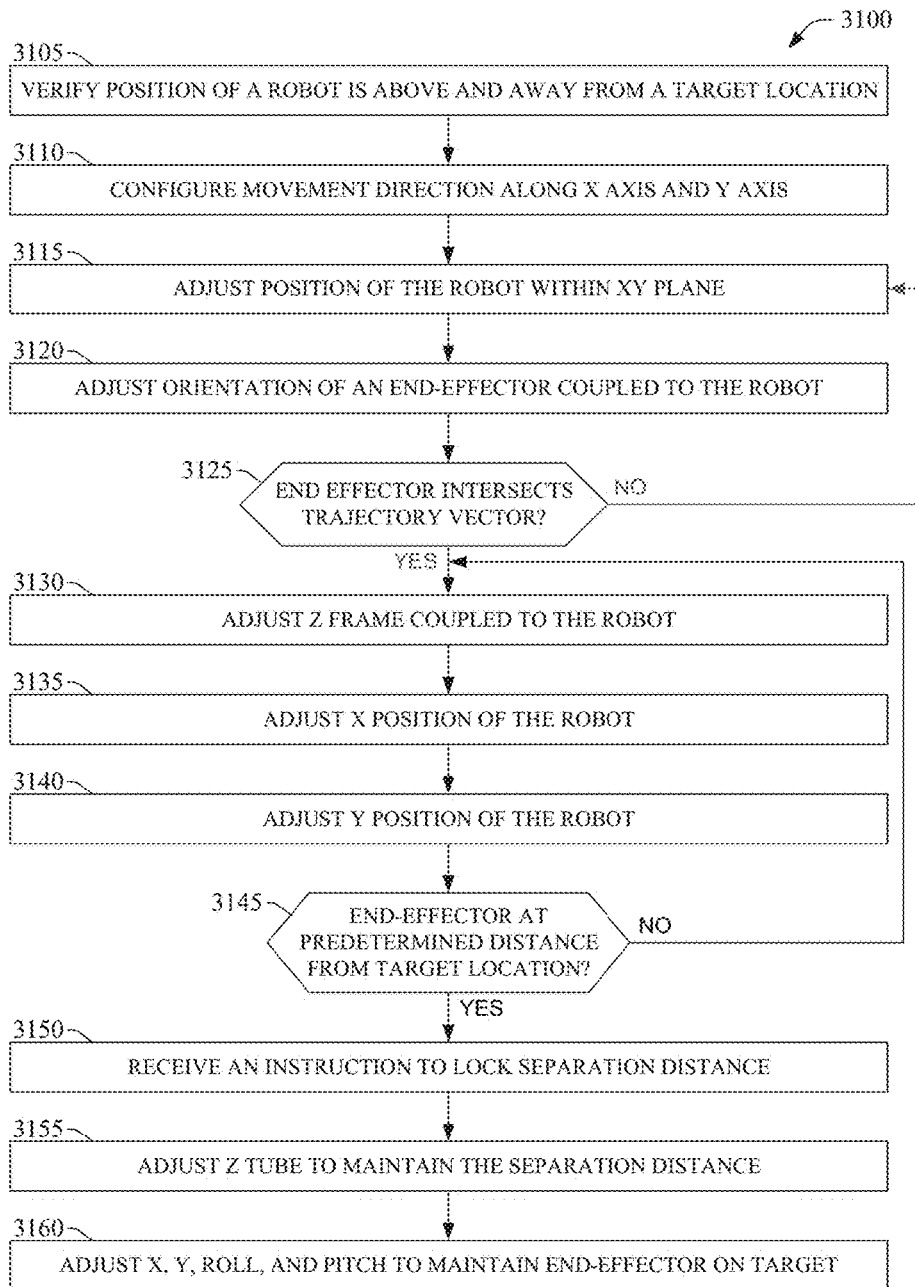 3100
3105
VERIFY POSITION OF A ROBOT IS ABOVE AND AWAY FROM A TARGET LOCATION
3110
CONFIGURE MOVEMENT DIRECTION ALONG X AXIS AND Y AXIS
3115
ADJUST POSITION OF THE ROBOT WITHIN XY PLANE
3120
ADJUST ORIENTATION OF AN END-EFFECTOR COUPLED TO THE ROBOT
3125
END EFFECTOR INTERSECTS
TRAJECTORY VECTOR?
NO
YES
3130
ADJUST Z FRAME COUPLED TO THE ROBOT
3135
ADJUST X POSITION OF THE ROBOT
3140
ADJUST Y POSITION OF THE ROBOT
3145
END-EFFECTOR AT
PREDETERMINED DISTANCE
FROM TARGET LOCATION?
NO
YES
3150
RECEIVE AN INSTRUCTION TO LOCK SEPARATION DISTANCE
3155
ADJUST Z TUBE TO MAINTAIN THE SEPARATION DISTANCE
3160
ADJUST X, Y, ROLL, AND PITCH TO MAINTAIN END-EFFECTOR ON TARGET